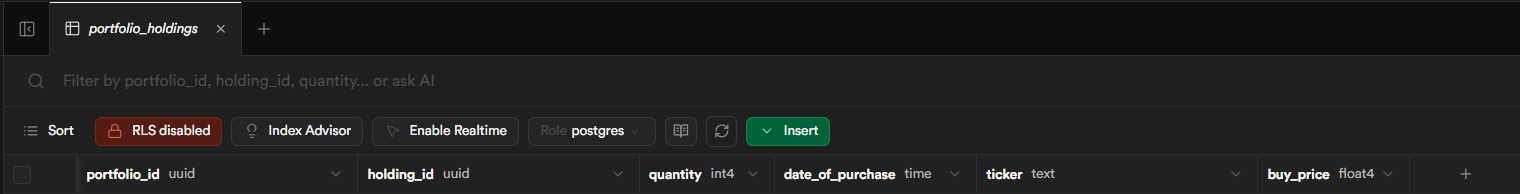 portfolio_holdings
Filter by portfolio_id, holding_id, quantity... or ask AI
Sort RLS disabled Index Advisor Enable Realtime Role postgres Insert
portfolio_id uuid holding_id uuid quantity int4 date_of_purchase time ticker text buy_price float4